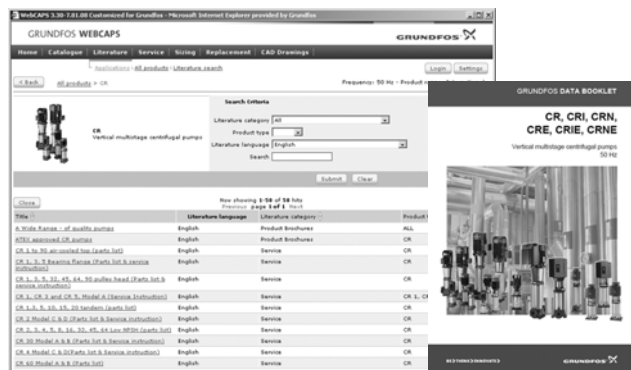 WebCAPS 3.30-7.01.08 Customized for Grundfos - Microsoft Internet Explorer provided by Grundfos
GRUNDFOS WEBCAPS
GRUNDFOS
Home Catalogue Literature Service Sizing Replacement CAD Drawings
Applications All products Literature search
Login Settings
< Back All products > CR
Frequency: 50 Hz - Product
CR
Vertical multistage centrifugal pumps
Search Criteria
Literature category All
Product type
Literature language English
Search
Submit Clear
Close
Now showing 1-58 of 58 hits
Previous page 1 of 1 Next
Title Literature language Literature category Product
A Wide Range - of quality pumps English Product Brochures ALL
ATEX approved CR pumps English Product Brochures CR
CR 1 to 90 air-cooled top (parts list) English Service CR
CR 1, 3, 5 Bearing flange (Parts list & service instruction) English Service CR
CR 1, 3, 5, 32, 45, 64, 90 pulley head (Parts list & service instruction) English Service CR
CR 1, CR 3 and CR 5, Model A (Service Instruction) English Service CR 1, CR
CR 1,3, 5, 10, 15, 20 tandem (parts list) English Service CR
CR 2 Model C & D (Parts list & Service instruction) English Service CR
CR 2, 3, 4, 5, 8, 16, 32, 45, 64 Low NPSH (parts list) English Service CR
CR 30 Model A & B (Parts list & Service instruction) English Service CR
CR 4 Model C & D(Parts list & Service instruction) English Service CR
CR 60 Model A & B (Parts list) English Service CR
GRUNDFOS DATA BOOKLET
CR, CRI, CRN,
CRE, CRIE, CRNE
Vertical multistage centrifugal pumps
50 Hz
BE > THINK > INNOVATE >
GRUNDFOS